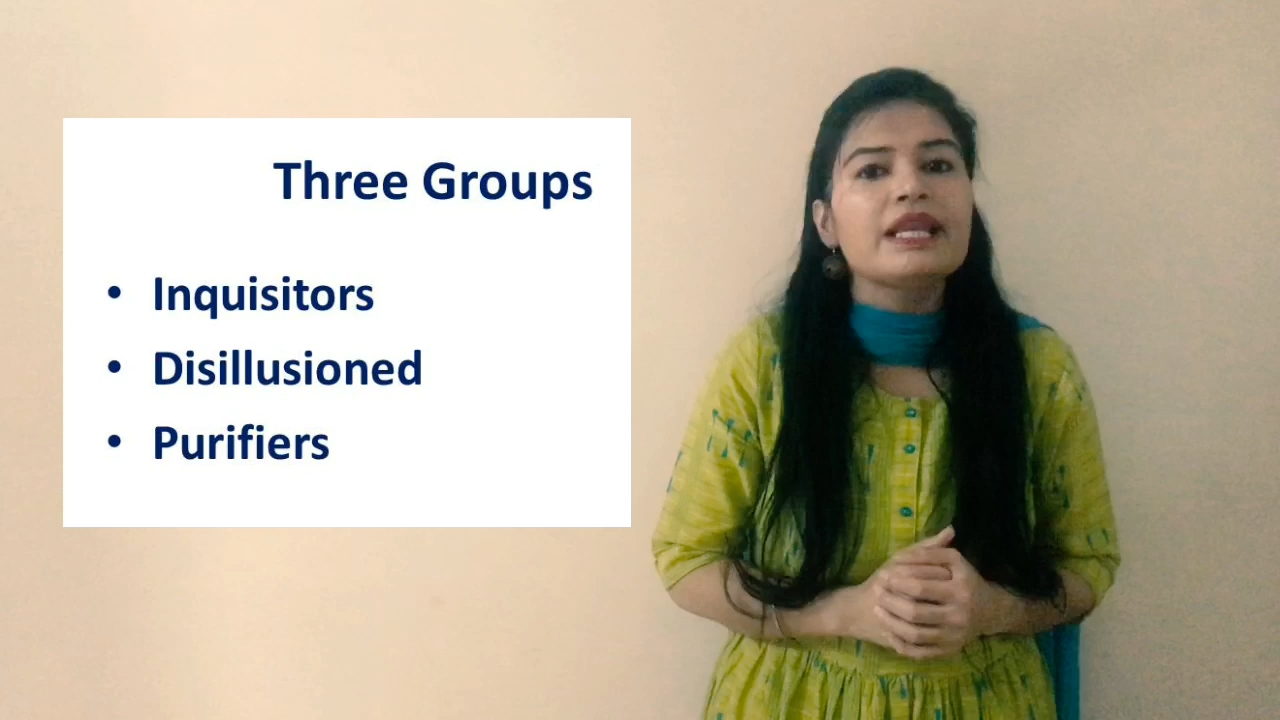 Three Groups
• Inquisitors
• Disillusioned
• Purifiers